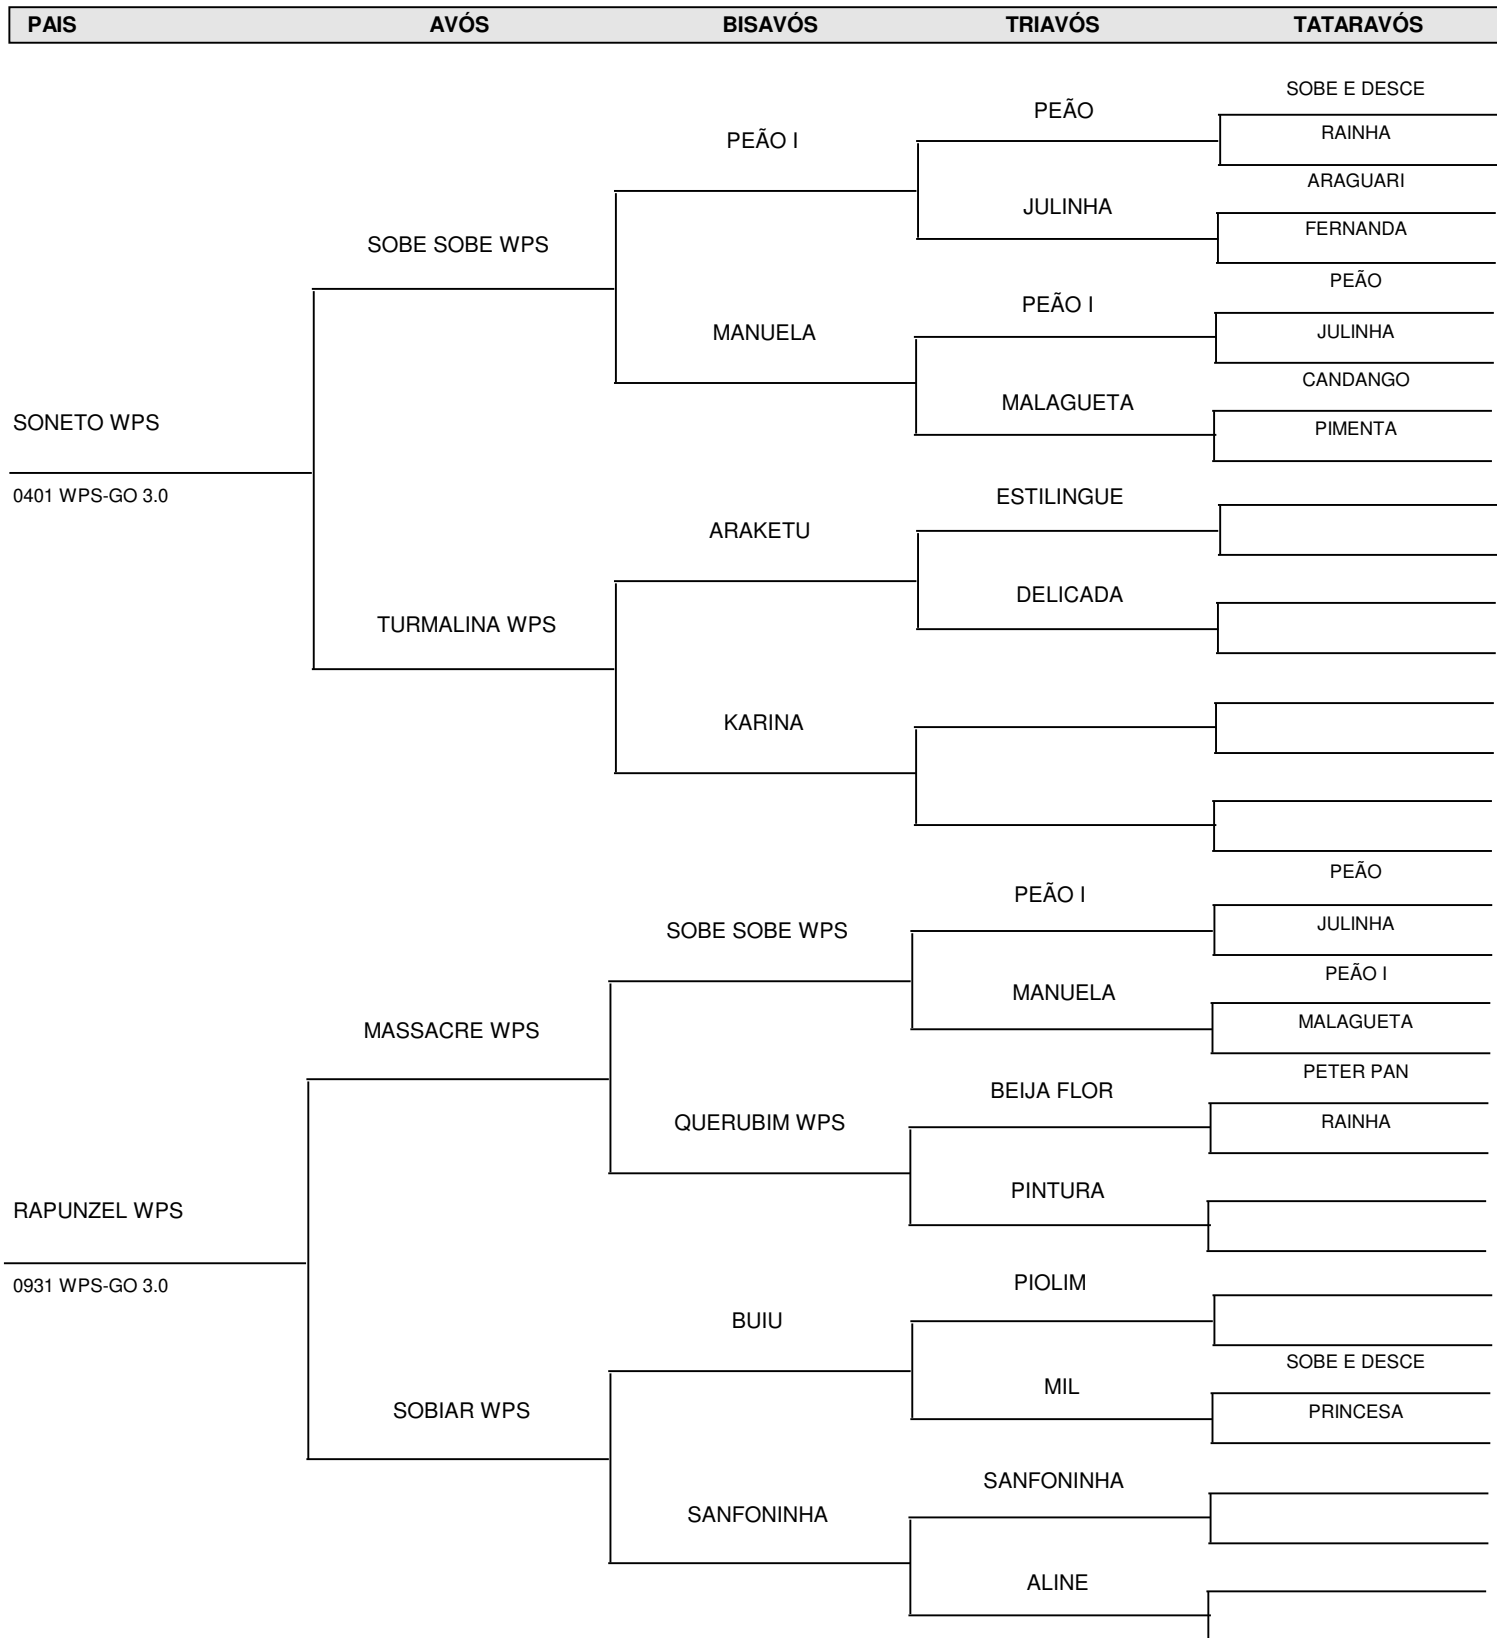 PAIS AVÓS BISAVÓS TRIAVÓS TATARAVÓS
SOBE E DESCE
PEÃO
RAINHA
PEÃO I
ARAGUARI
JULINHA
FERNANDA
SOBE SOBE WPS
PEÃO
PEÃO I
JULINHA
MANUELA
CANDANGO
MALAGUETA
SONETO WPS
PIMENTA
0401 WPS-GO 3.0
ESTILINGUE
ARAKETU
DELICADA
TURMALINA WPS
KARINA
PEÃO
PEÃO I
JULINHA
SOBE SOBE WPS
PEÃO I
MANUELA
MALAGUETA
MASSACRE WPS
PETER PAN
BEIJA FLOR
RAINHA
QUERUBIM WPS
PINTURA
RAPUNZEL WPS
0931 WPS-GO 3.0
PIOLIM
BUIU
SOBE E DESCE
MIL
PRINCESA
SOBIAR WPS
SANFONINHA
SANFONINHA
ALINE